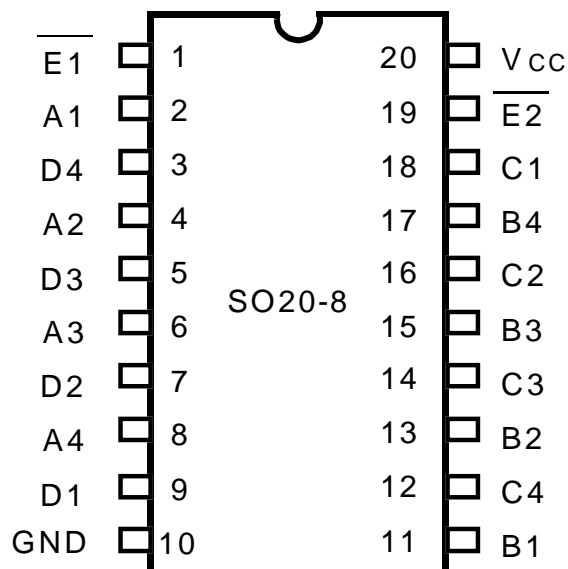 E1 1 20 VCC
A1 2 19 E2
D4 3 18 C1
A2 4 17 B4
D3 5 16 C2
SO20-8
A3 6 15 B3
D2 7 14 C3
A4 8 13 B2
D1 9 12 C4
GND 10 11 B1